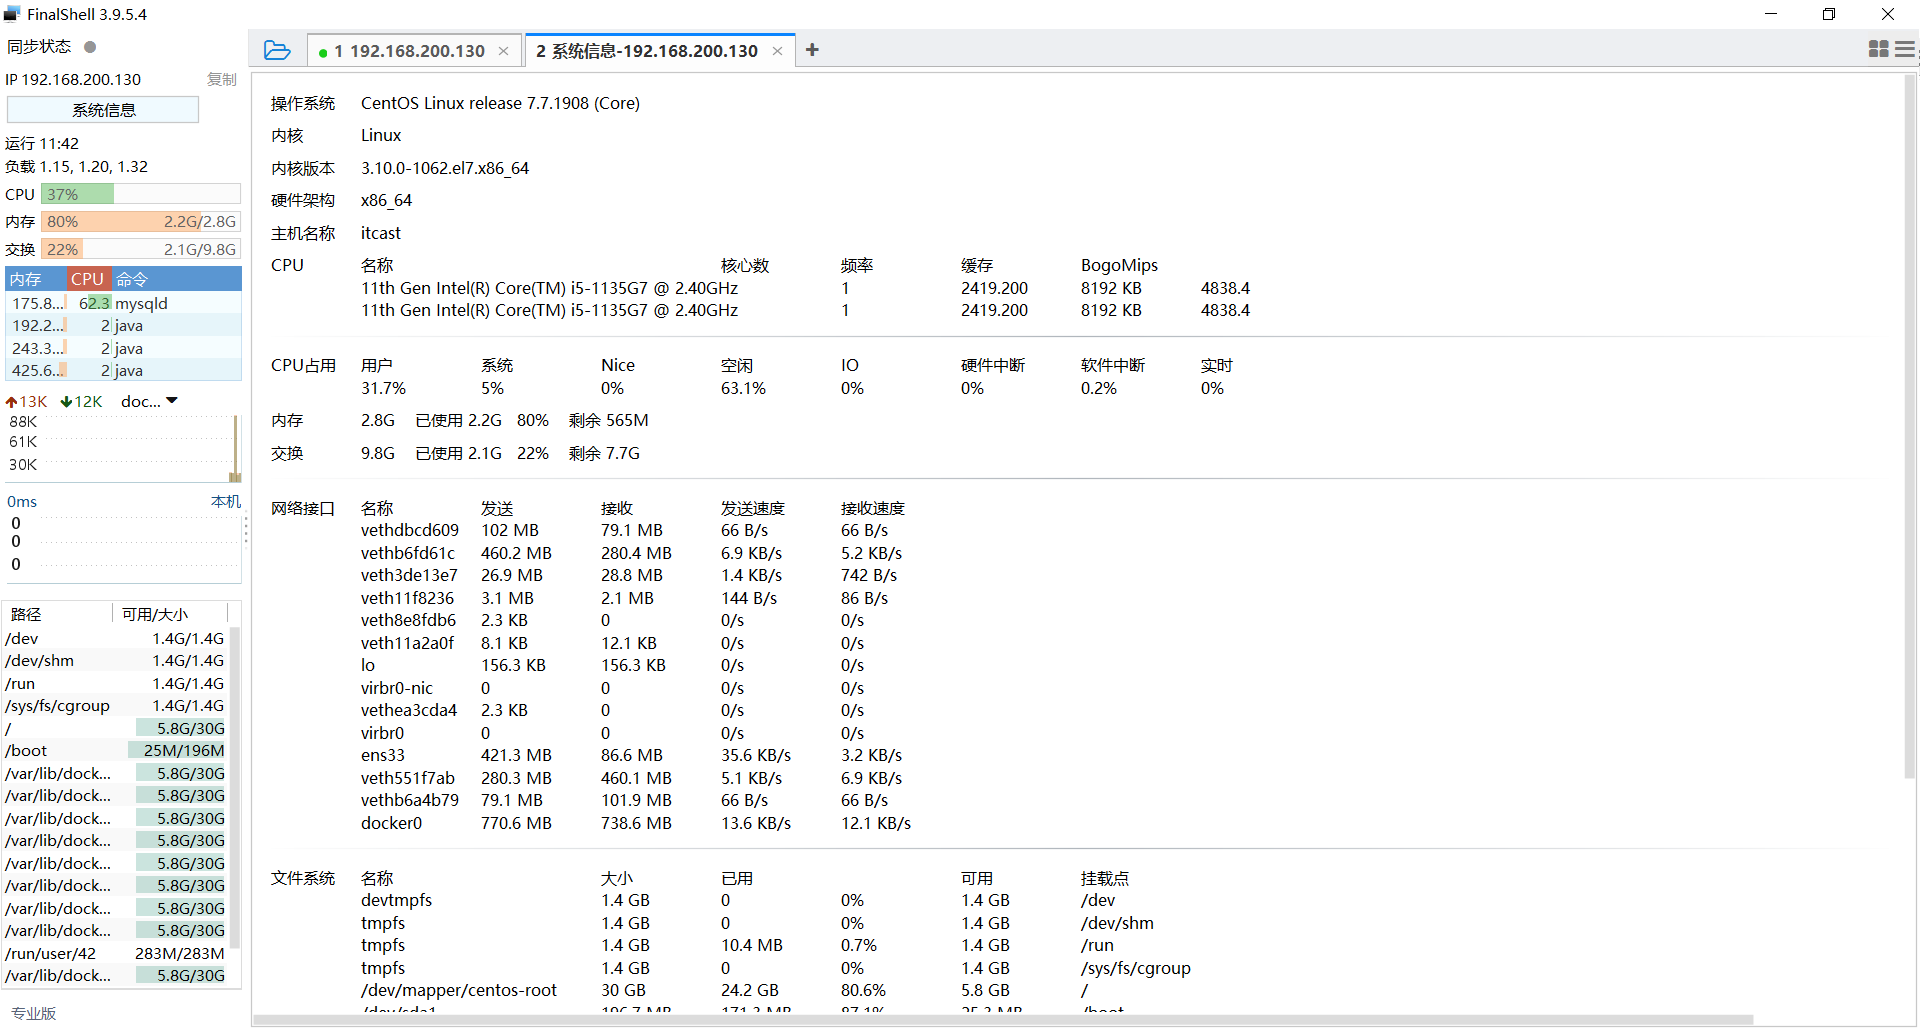 FinalShell 3.9.5.4
同步状态
IP 192.168.200.130 复制
系统信息
运行 11:42
负载 1.15, 1.20, 1.32
CPU 37%
内存 80% 2.2G/2.8G
交换 22% 2.1G/9.8G
内存 CPU 命令
175.8... 62.3 mysqld
192.2... 2 java
243.3... 2 java
425.6... 2 java
13K 12K doc...
88K
61K
30K
0ms 本机
0
0
0
路径 可用/大小
/dev 1.4G/1.4G
/dev/shm 1.4G/1.4G
/run 1.4G/1.4G
/sys/fs/cgroup 1.4G/1.4G
/ 5.8G/30G
/boot 25M/196M
/var/lib/dock... 5.8G/30G
/var/lib/dock... 5.8G/30G
/var/lib/dock... 5.8G/30G
/var/lib/dock... 5.8G/30G
/var/lib/dock... 5.8G/30G
/var/lib/dock... 5.8G/30G
/var/lib/dock... 5.8G/30G
/var/lib/dock... 5.8G/30G
/run/user/42 283M/283M
/var/lib/dock... 5.8G/30G
专业版
1 192.168.200.130
2 系统信息-192.168.200.130
操作系统 CentOS Linux release 7.7.1908 (Core)
内核 Linux
内核版本 3.10.0-1062.el7.x86_64
硬件架构 x86_64
主机名称 itcast
CPU 名称 核心数 频率 缓存 BogoMips
11th Gen Intel(R) Core(TM) i5-1135G7 @ 2.40GHz 1 2419.200 8192 KB 4838.4
11th Gen Intel(R) Core(TM) i5-1135G7 @ 2.40GHz 1 2419.200 8192 KB 4838.4
CPU占用 用户 系统 Nice 空闲 IO 硬件中断 软件中断 实时
31.7% 5% 0% 63.1% 0% 0% 0.2% 0%
内存 2.8G 已使用 2.2G 80% 剩余 565M
交换 9.8G 已使用 2.1G 22% 剩余 7.7G
网络接口 名称 发送 接收 发送速度 接收速度
vethdbcd609 102 MB 79.1 MB 66 B/s 66 B/s
vethb6fd61c 460.2 MB 280.4 MB 6.9 KB/s 5.2 KB/s
veth3de13e7 26.9 MB 28.8 MB 1.4 KB/s 742 B/s
veth11f8236 3.1 MB 2.1 MB 144 B/s 86 B/s
veth8e8fdb6 2.3 KB 0 0/s 0/s
veth11a2a0f 8.1 KB 12.1 KB 0/s 0/s
lo 156.3 KB 156.3 KB 0/s 0/s
virbr0-nic 0 0 0/s 0/s
vethea3cda4 2.3 KB 0 0/s 0/s
virbr0 0 0 0/s 0/s
ens33 421.3 MB 86.6 MB 35.6 KB/s 3.2 KB/s
veth551f7ab 280.3 MB 460.1 MB 5.1 KB/s 6.9 KB/s
vethb6a4b79 79.1 MB 101.9 MB 66 B/s 66 B/s
docker0 770.6 MB 738.6 MB 13.6 KB/s 12.1 KB/s
文件系统 名称 大小 已用 可用 挂载点
devtmpfs 1.4 GB 0 0% 1.4 GB /dev
tmpfs 1.4 GB 0 0% 1.4 GB /dev/shm
tmpfs 1.4 GB 10.4 MB 0.7% 1.4 GB /run
tmpfs 1.4 GB 0 0% 1.4 GB /sys/fs/cgroup
/dev/mapper/centos-root 30 GB 24.2 GB 80.6% 5.8 GB /
/dev/sda1 196.7 MB 171.3 MB 87.1% 25.3 MB /boot